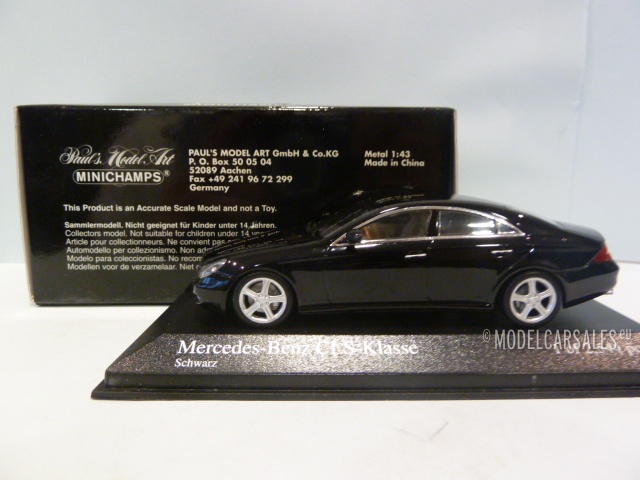 Paul's Model Art
MINICHAMPS®
PAUL'S MODEL ART GmbH & Co.KG
P. O. Box 50 05 04
52089 Aachen
Fax +49 241 96 72 299
Germany
Metal 1:43
Made in China
This Product is an Accurate Scale Model and not a Toy.
Sammlermodell. Nicht geeignet für Kinder unter 14 Jahren.
Collectors model. Not suitable for children under 14
Article pour collectionneurs. Ne convient pas
Automodello per collezionismo. Non
Modelo para coleccionistas. No
Modellen voor de verzamelaar. Niet
Mercedes-Benz CLS-Klasse
Schwarz
© MODELCARSALES.EU